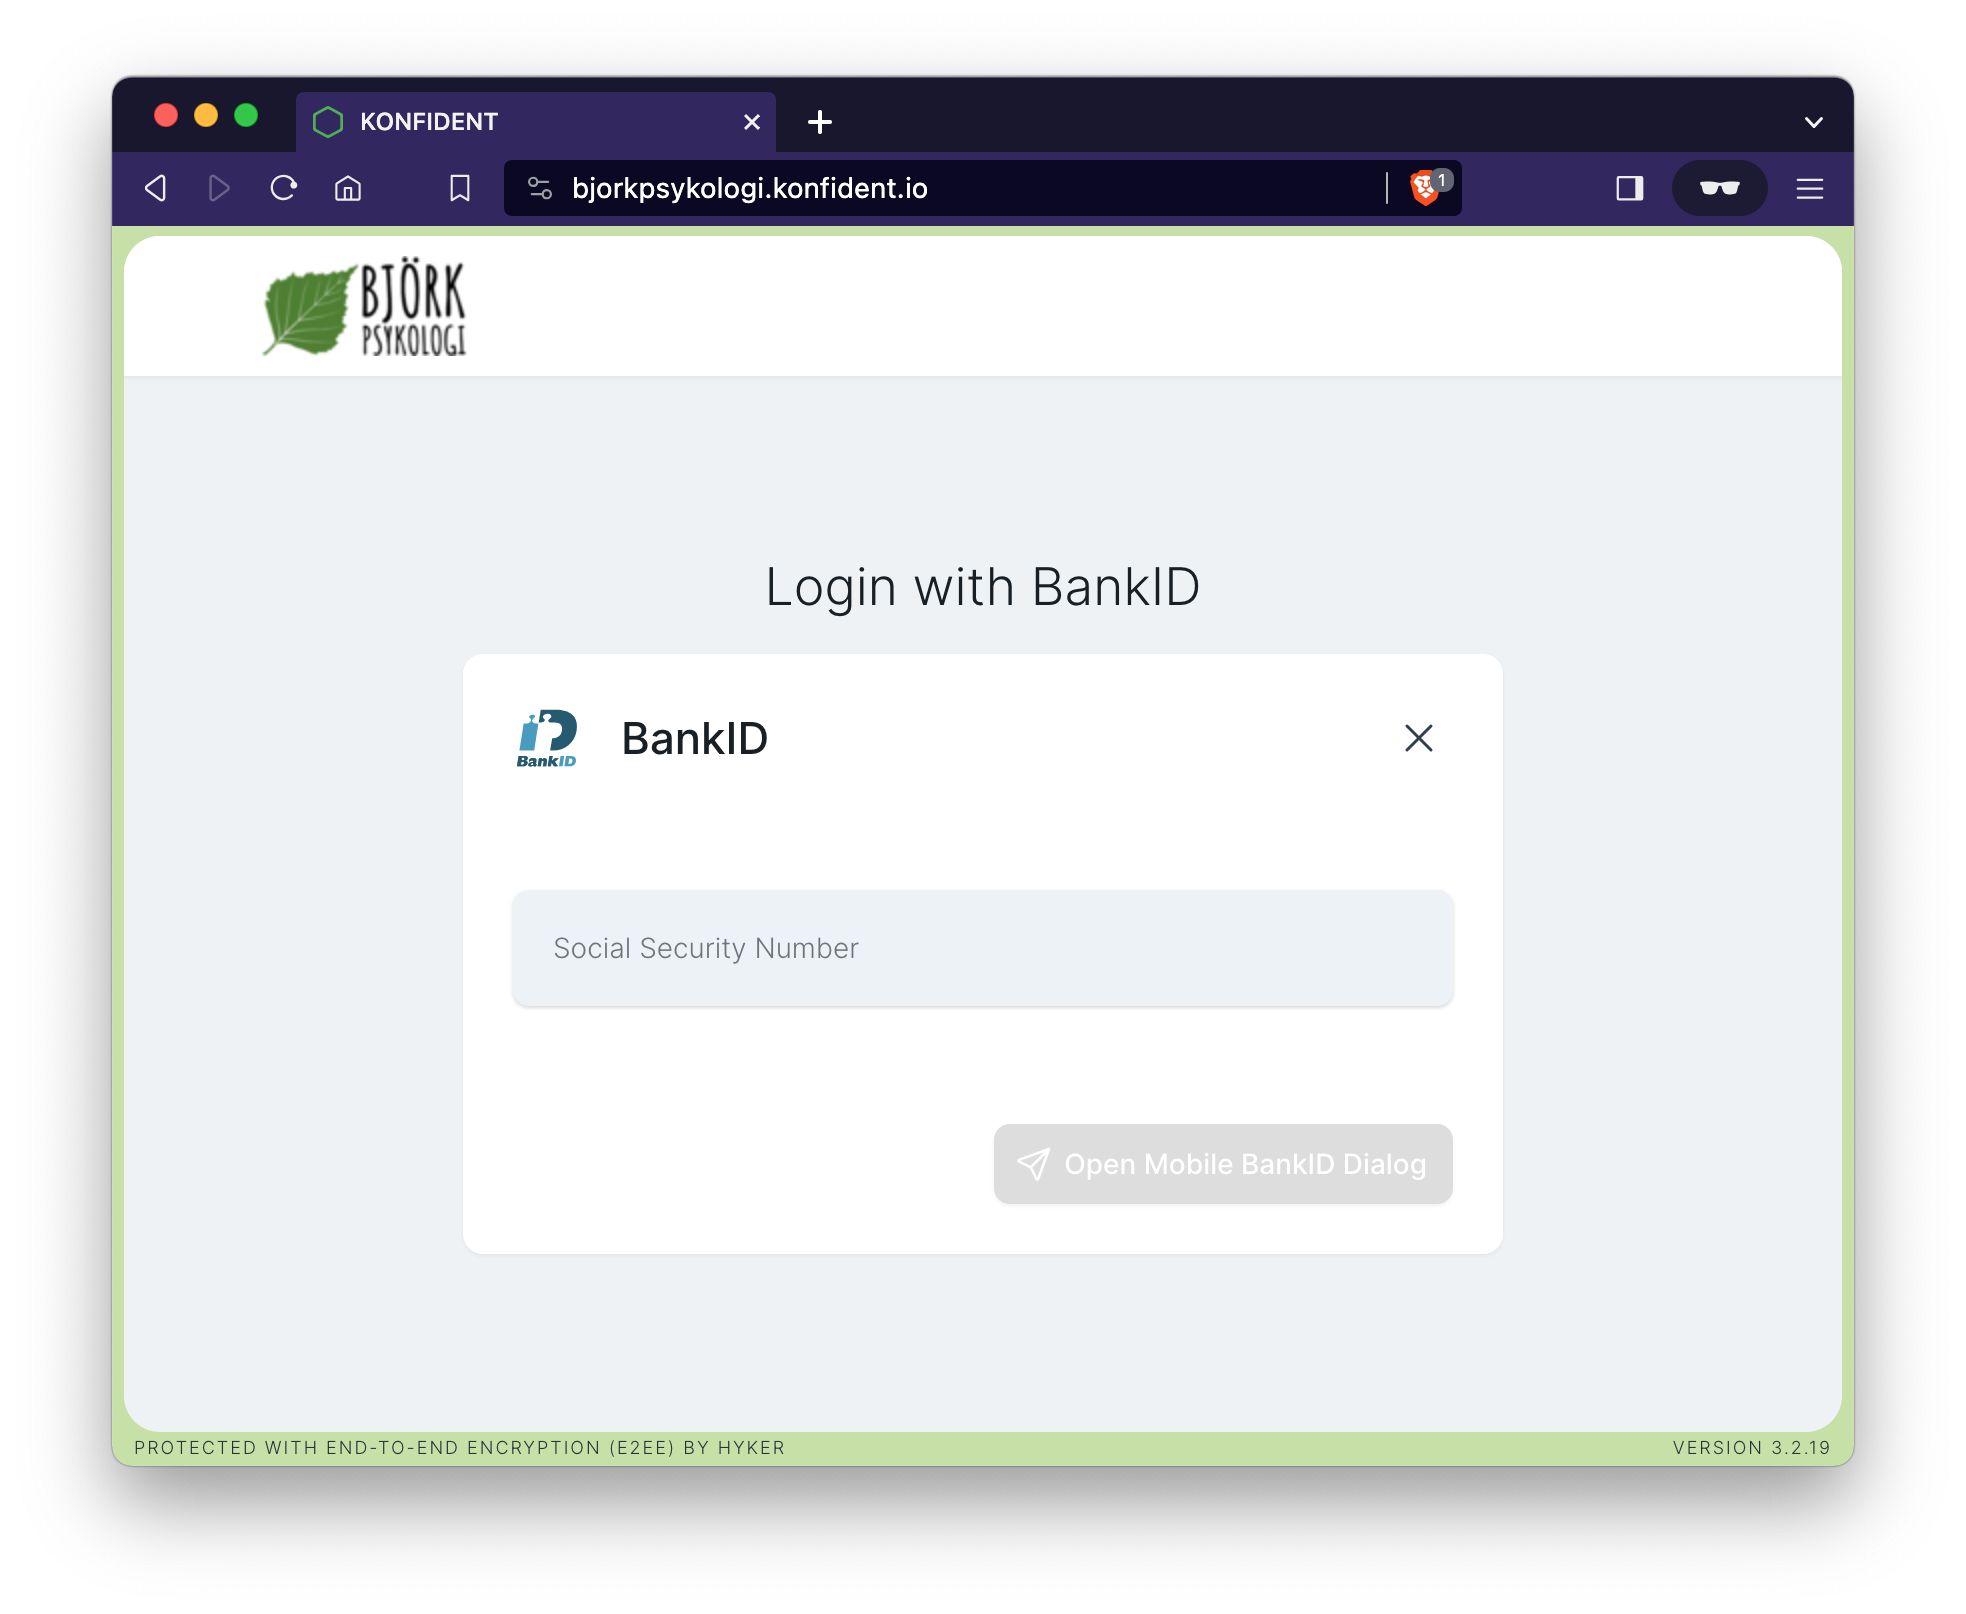 KONFIDENT
bjorkpsykologi.konfident.io
1
BJÖRK
PSYKOLOGI
Login with BankID
BankID
BankID
Social Security Number
Open Mobile BankID Dialog
PROTECTED WITH END-TO-END ENCRYPTION (E2EE) BY HYKER
VERSION 3.2.19